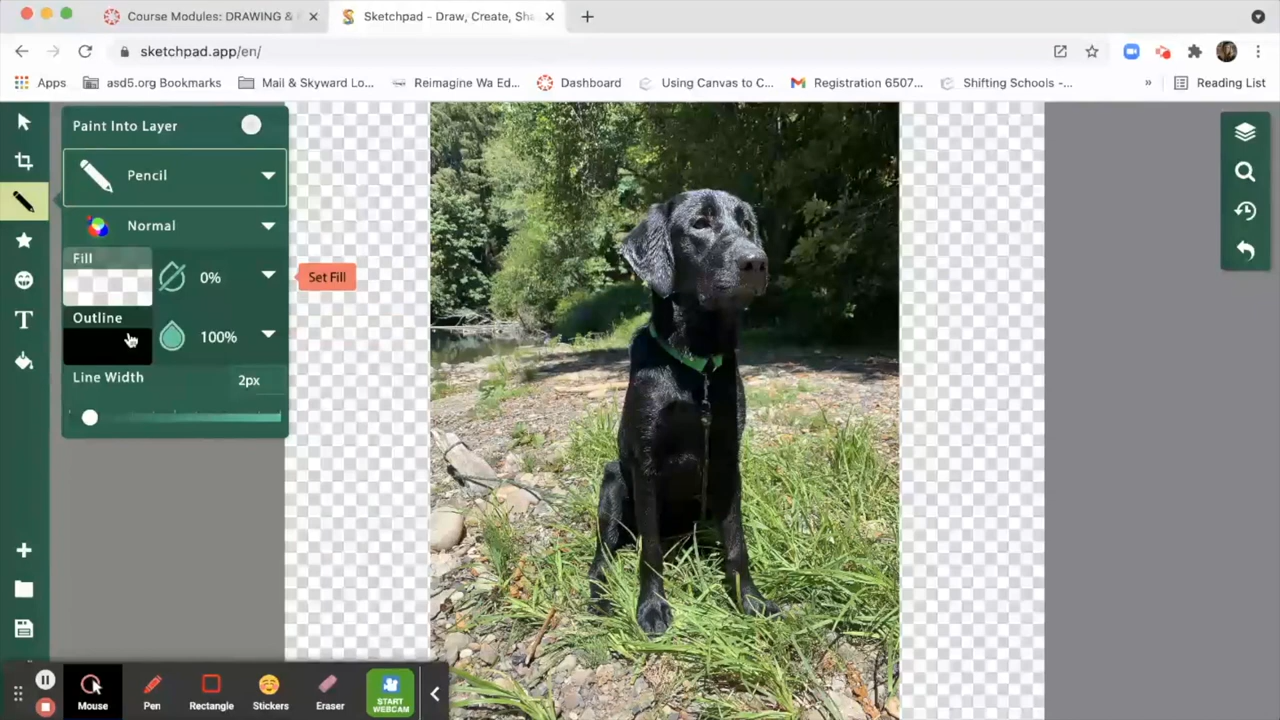 Course Modules: DRAWING &
Sketchpad - Draw, Create, Sha
sketchpad.app/en/
Apps
asd5.org Bookmarks
Mail & Skyward Lo...
Reimagine Wa Ed...
Dashboard
Using Canvas to C...
Registration 6507...
Shifting Schools -...
»
Reading List
Paint Into Layer
Pencil
Normal
Fill
0%
Set Fill
Outline
100%
Line Width
2px
T
Mouse
Pen
Rectangle
Stickers
Eraser
START
WEBCAM